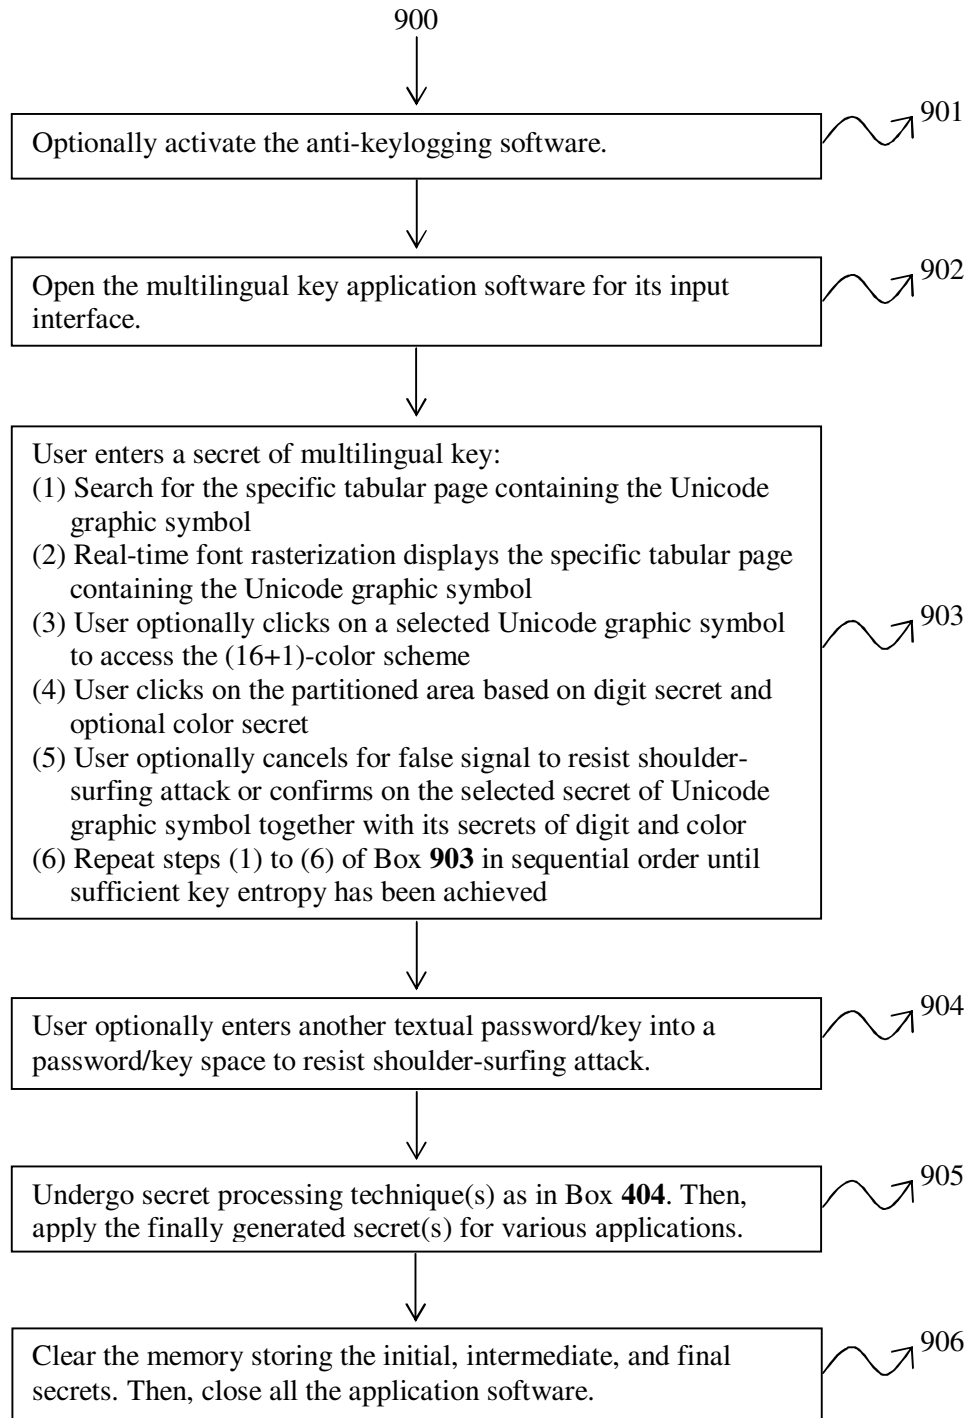 900
901
Optionally activate the anti-keylogging software.
902
Open the multilingual key application software for its input
interface.
User enters a secret of multilingual key:
(1) Search for the specific tabular page containing the Unicode
graphic symbol
(2) Real-time font rasterization displays the specific tabular page
containing the Unicode graphic symbol
(3) User optionally clicks on a selected Unicode graphic symbol
to access the (16+1)-color scheme
903
(4) User clicks on the partitioned area based on digit secret and
optional color secret
(5) User optionally cancels for false signal to resist shoulder-
surfing attack or confirms on the selected secret of Unicode
graphic symbol together with its secrets of digit and color
(6) Repeat steps (1) to (6) of Box 903 in sequential order until
sufficient key entropy has been achieved
904
User optionally enters another textual password/key into a
password/key space to resist shoulder-surfing attack.
905
Undergo secret processing technique(s) as in Box 404. Then,
apply the finally generated secret(s) for various applications.
906
Clear the memory storing the initial, intermediate, and final
secrets. Then, close all the application software.